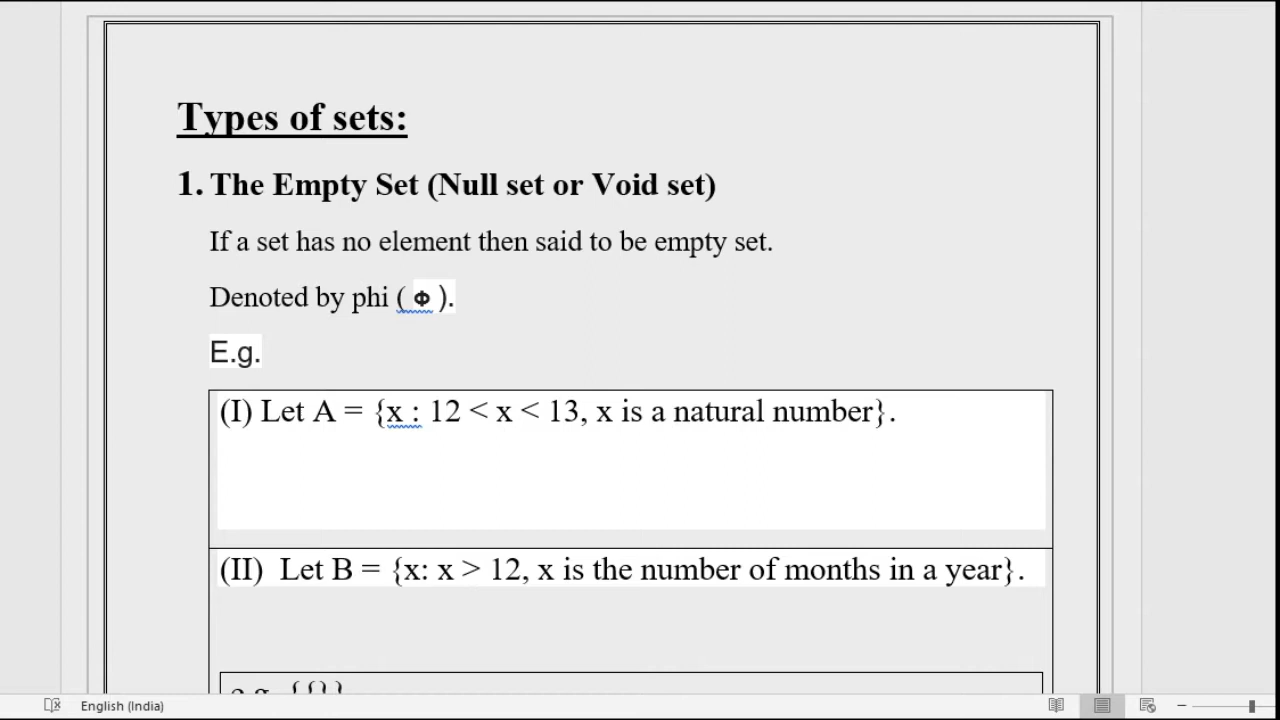 Types of sets:
1. The Empty Set (Null set or Void set)
If a set has no element then said to be empty set.
Denoted by phi ( Φ ).
E.g.
(I) Let A = {x : 12 < x < 13, x is a natural number}.
(II) Let B = {x: x > 12, x is the number of months in a year}.
e.g. {{}}
English (India)